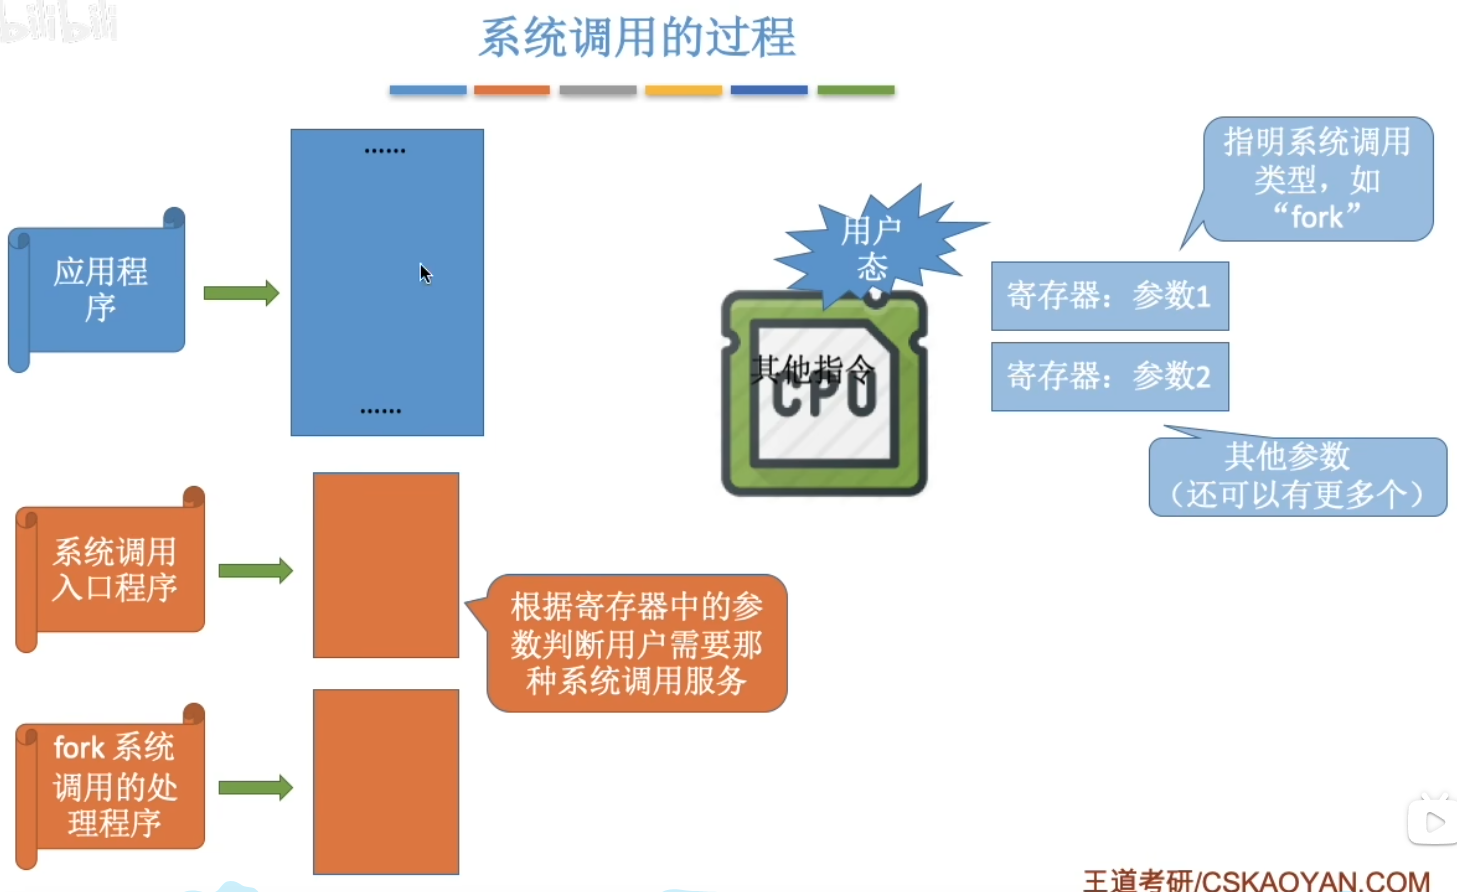 bilibili
系统调用的过程
......
应用程
序
......
用户
态
其他指令
CPU
指明系统调用
类型，如
“fork”
寄存器：参数1
寄存器：参数2
其他参数
（还可以有更多个）
系统调用
入口程序
根据寄存器中的参
数判断用户需要那
种系统调用服务
fork 系统
调用的处
理程序
王道考研/CSKAOYAN.COM